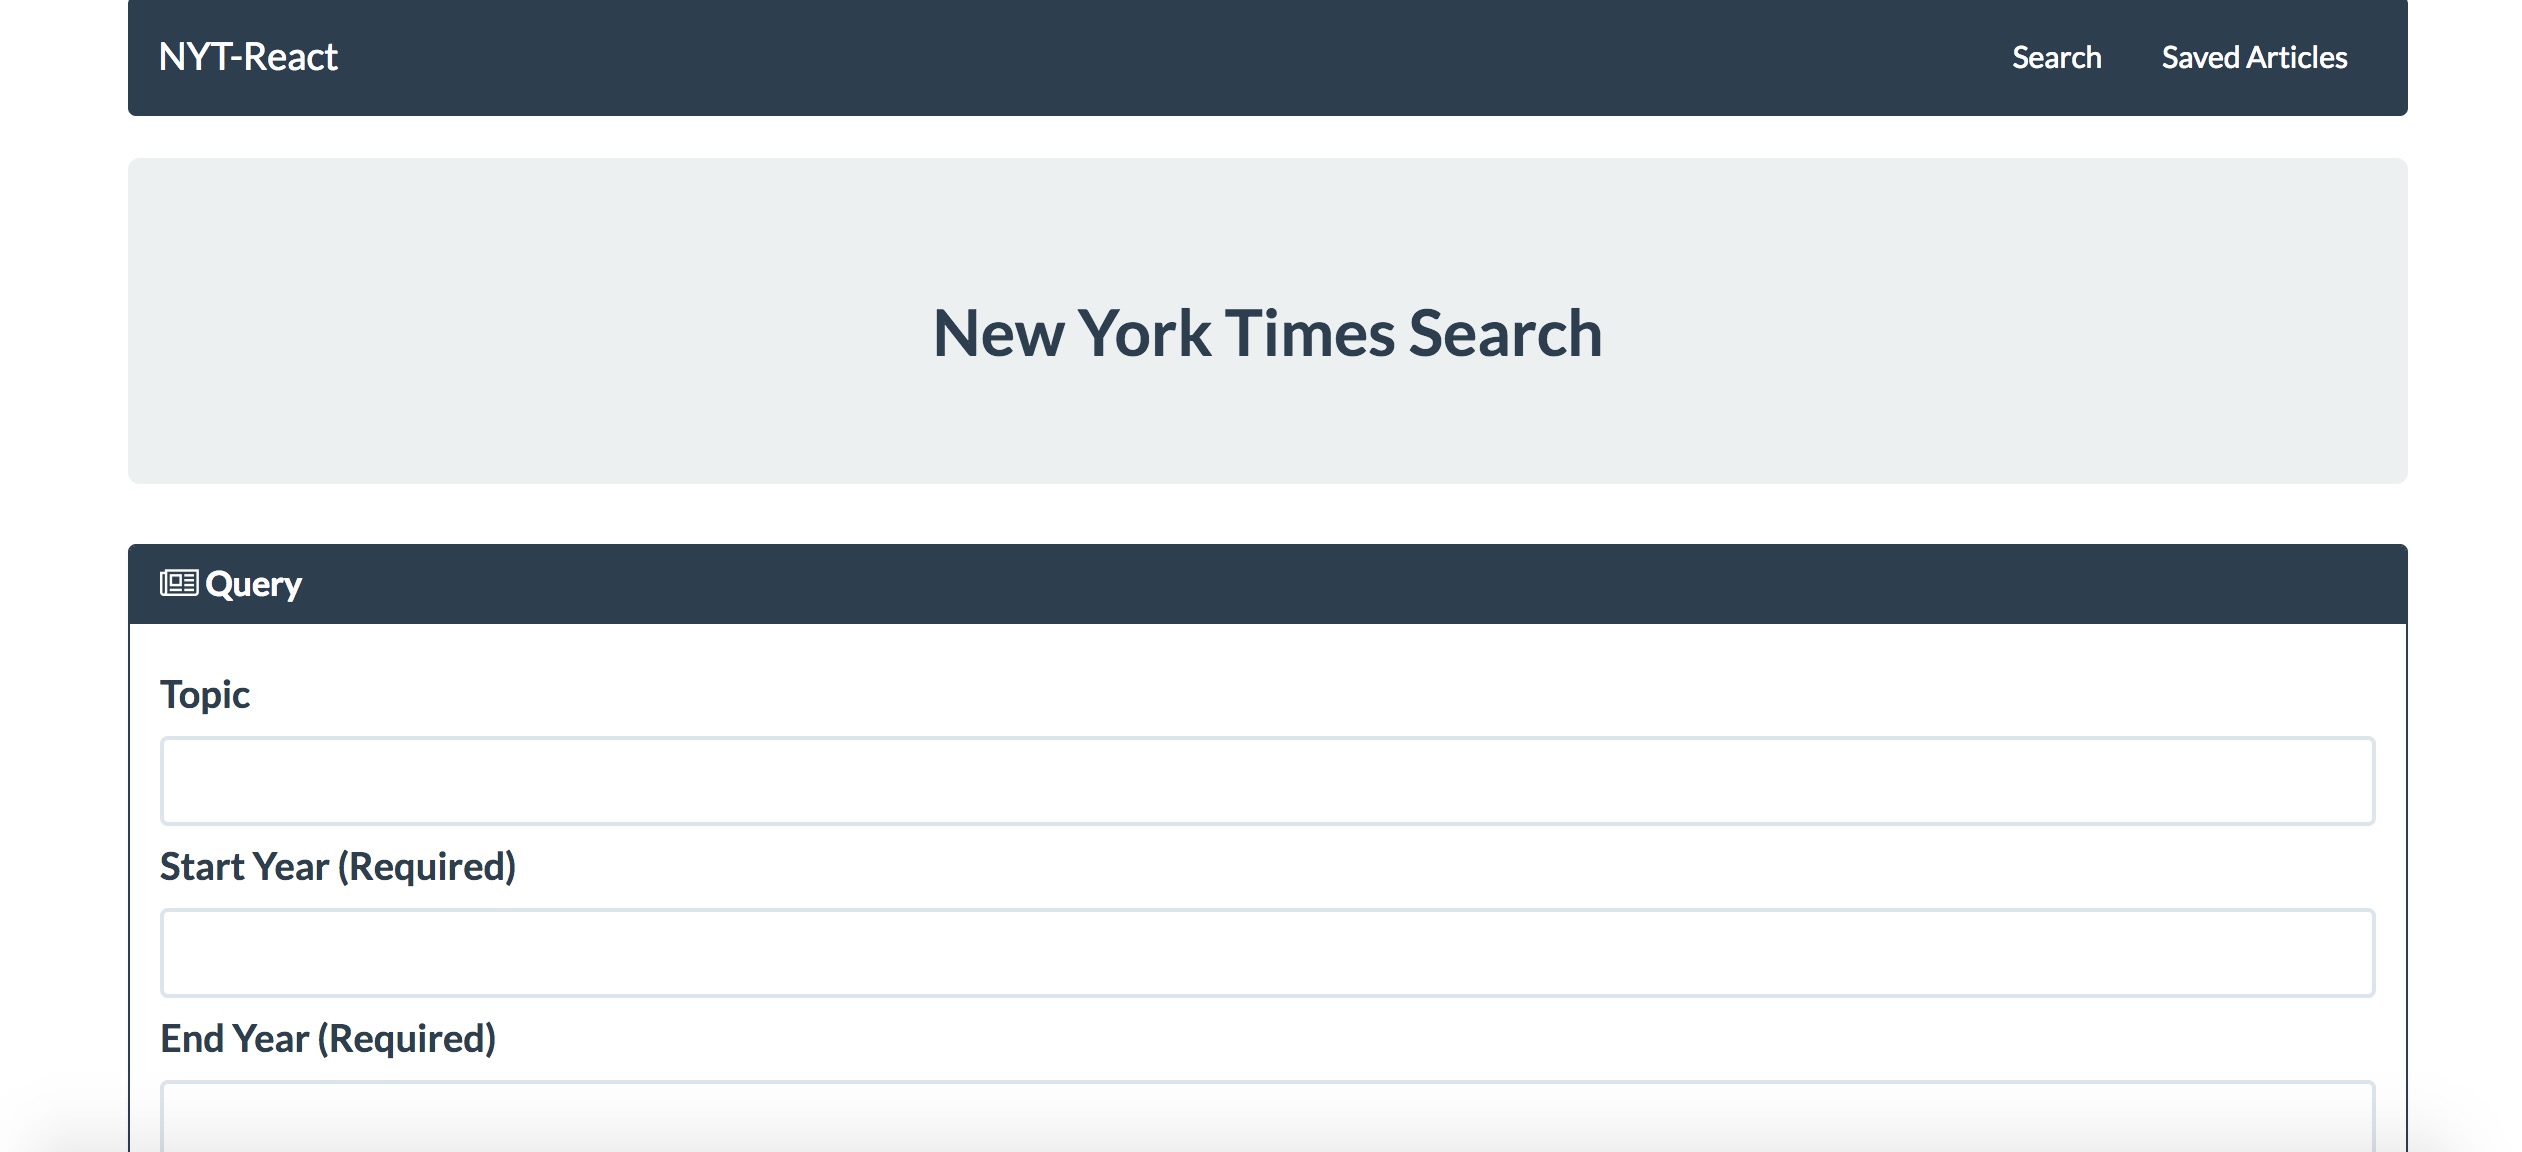 NYT-React Search Saved Articles
New York Times Search
Query
Topic
Start Year (Required)
End Year (Required)